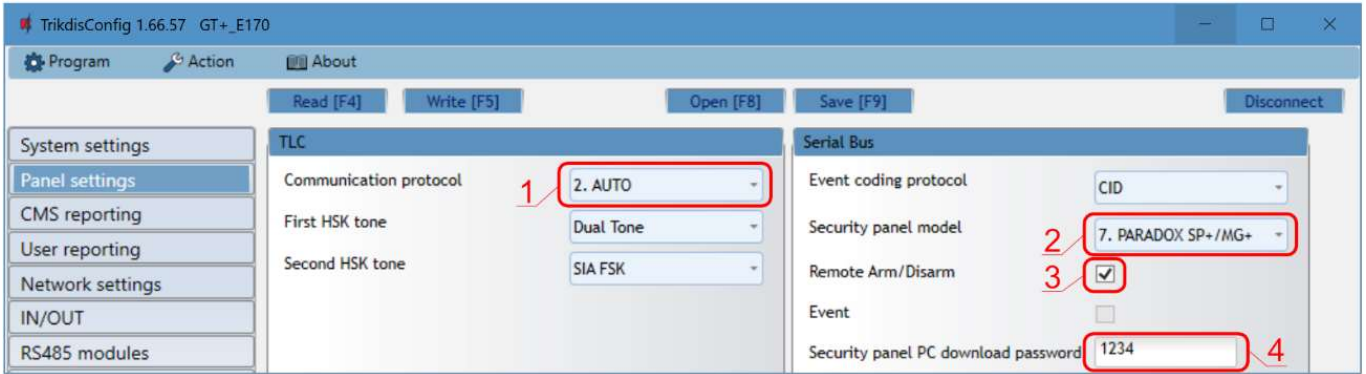 TrikdisConfig 1.66.57 GT+_E170
Program Action About
Read [F4] Write [F5] Open [F8] Save [F9] Disconnect
System settings
Panel settings
CMS reporting
User reporting
Network settings
IN/OUT
RS485 modules
TLC
Communication protocol 1 2. AUTO
First HSK tone Dual Tone
Second HSK tone SIA FSK
Serial Bus
Event coding protocol CID
Security panel model 2 7. PARADOX SP+/MG+
Remote Arm/Disarm 3
Event
Security panel PC download password 1234 4